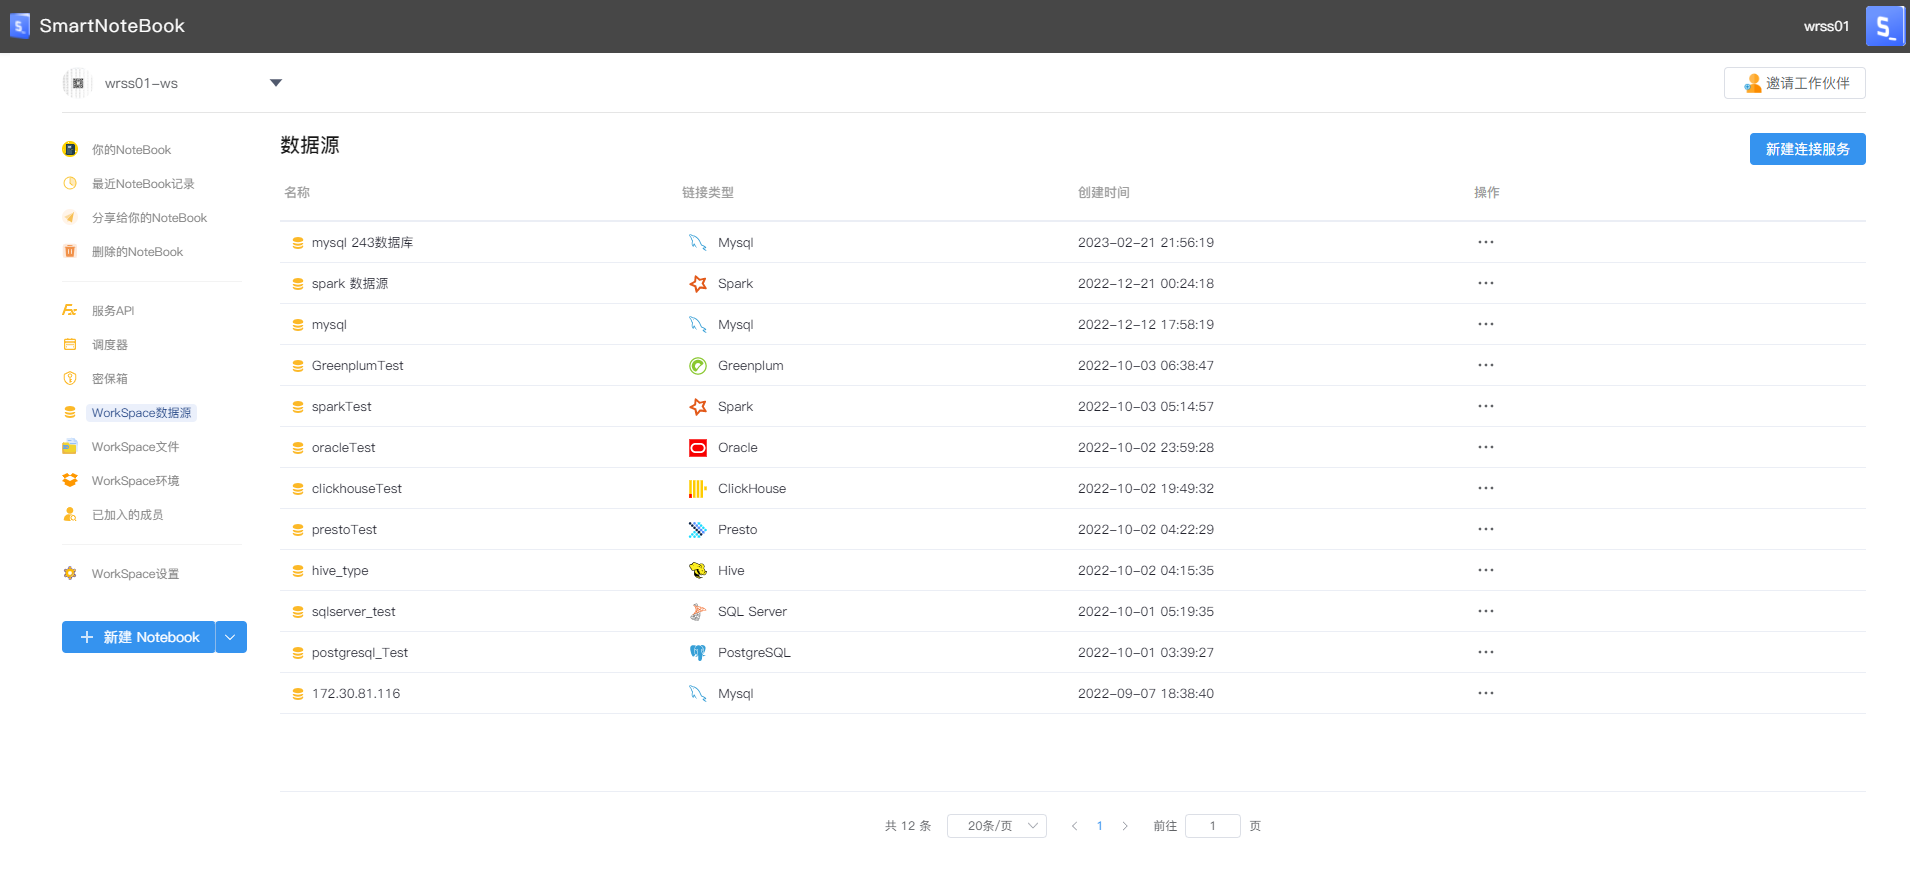 SmartNoteBook
wrss01
wrss01-ws
邀请工作伙伴
你的NoteBook
最近NoteBook记录
分享给你的NoteBook
删除的NoteBook
服务API
调度器
密保箱
WorkSpace数据源
WorkSpace文件
WorkSpace环境
已加入的成员
WorkSpace设置
新建 Notebook
数据源
新建连接服务
名称 链接类型 创建时间 操作
mysql 243数据库 Mysql 2023-02-21 21:56:19 ···
spark 数据源 Spark 2022-12-21 00:24:18 ···
mysql Mysql 2022-12-12 17:58:19 ···
GreenplumTest Greenplum 2022-10-03 06:38:47 ···
sparkTest Spark 2022-10-03 05:14:57 ···
oracleTest Oracle 2022-10-02 23:59:28 ···
clickhouseTest ClickHouse 2022-10-02 19:49:32 ···
prestoTest Presto 2022-10-02 04:22:29 ···
hive_type Hive 2022-10-02 04:15:35 ···
sqlserver_test SQL Server 2022-10-01 05:19:35 ···
postgresql_Test PostgreSQL 2022-10-01 03:39:27 ···
172.30.81.116 Mysql 2022-09-07 18:38:40 ···
共 12 条 20条/页 < 1 > 前往 1 页